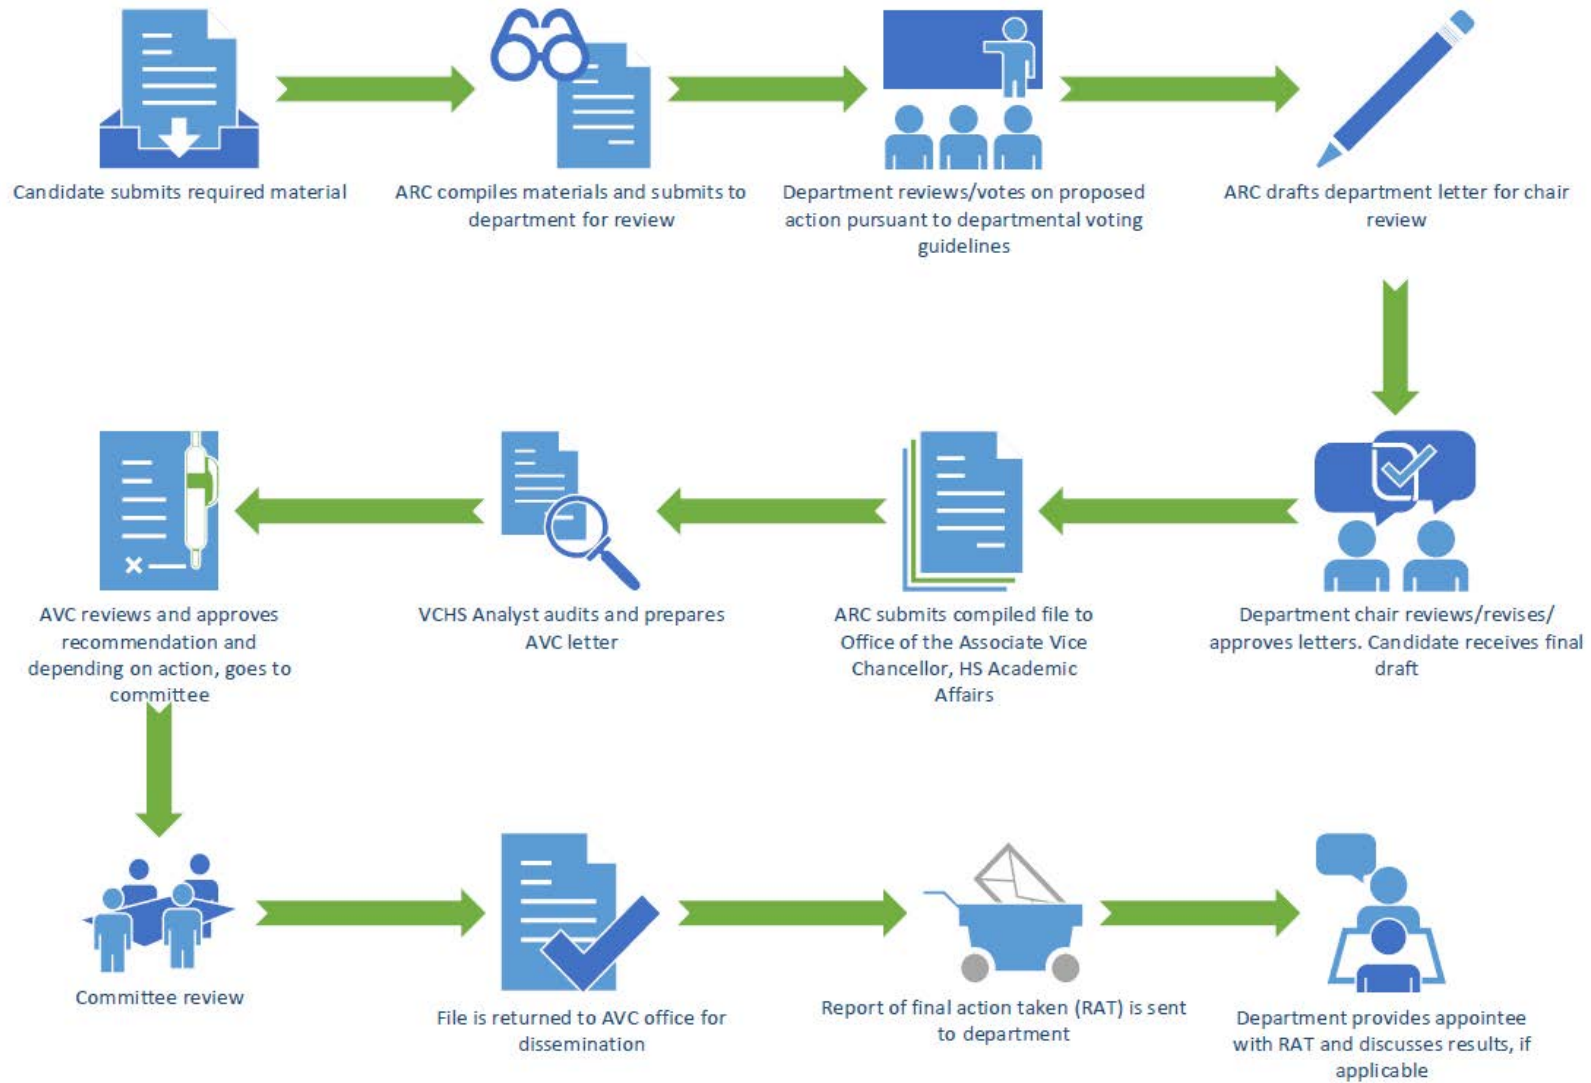 Candidate submits required material
ARC compiles materials and submits to
department for review
Department reviews/votes on proposed
action pursuant to departmental voting
guidelines
ARC drafts department letter for chair
review
Department chair reviews/revises/
approves letters. Candidate receives final
draft
ARC submits compiled file to
Office of the Associate Vice
Chancellor, HS Academic
Affairs
VCHS Analyst audits and prepares
AVC letter
AVC reviews and approves
recommendation and
depending on action, goes to
committee
Committee review
File is returned to AVC office for
dissemination
Report of final action taken (RAT) is sent
to department
Department provides appointee
with RAT and discusses results, if
applicable